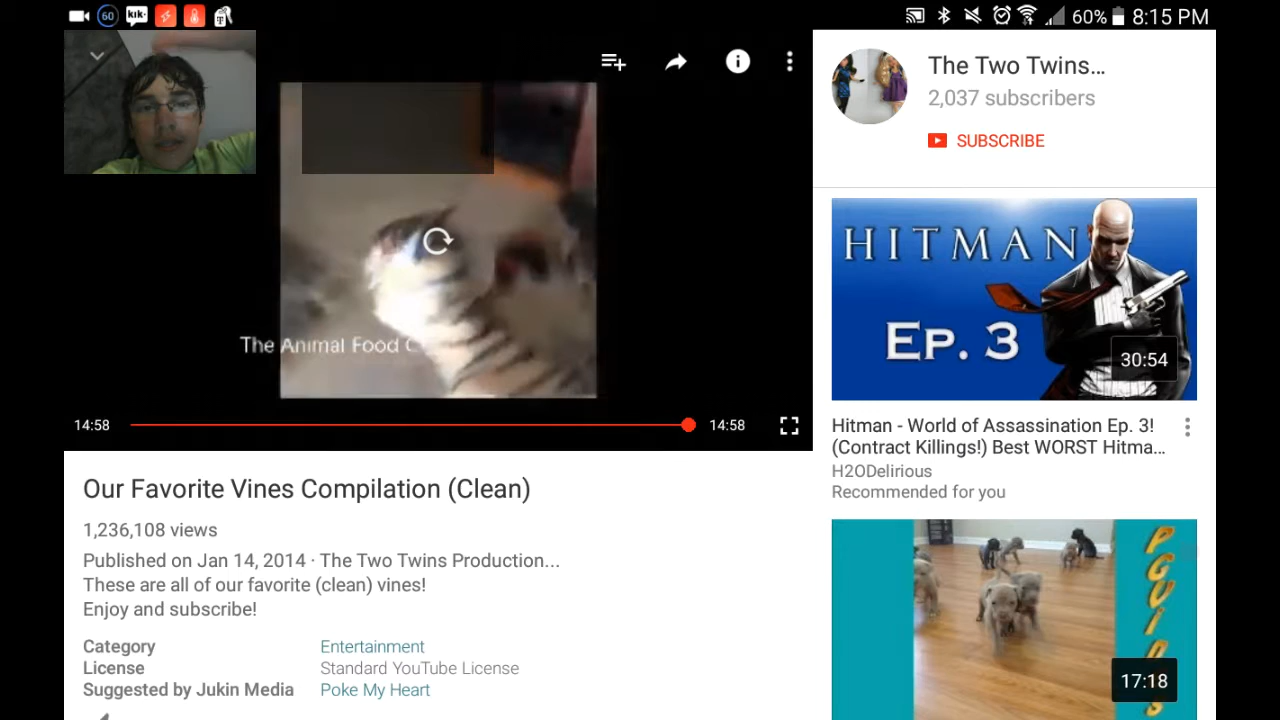 60
kik
60% 8:15 PM
The Animal Food C
14:58
14:58
The Two Twins...
2,037 subscribers
SUBSCRIBE
HITMAN
EP. 3
30:54
Hitman - World of Assassination Ep. 3!
(Contract Killings!) Best WORST Hitma...
H2ODelirious
Recommended for you
17:18
Our Favorite Vines Compilation (Clean)
1,236,108 views
Published on Jan 14, 2014 · The Two Twins Production...
These are all of our favorite (clean) vines!
Enjoy and subscribe!
Category Entertainment
License Standard YouTube License
Suggested by Jukin Media Poke My Heart